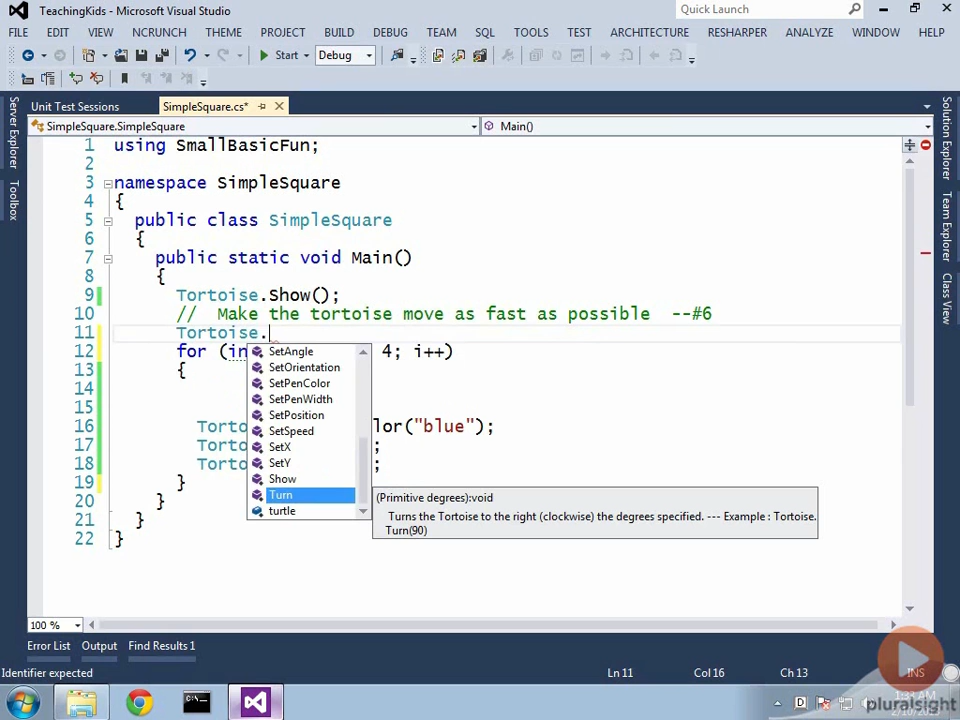 TeachingKids - Microsoft Visual Studio
Quick Launch
FILE EDIT VIEW NCRUNCH THEME PROJECT BUILD DEBUG TEAM SQL TOOLS TEST ARCHITECTURE RESHARPER ANALYZE WINDOW HELP
Start Debug
Unit Test Sessions SimpleSquare.cs*
SimpleSquare.SimpleSquare Main()
Server Explorer
Toolbox
Solution Explorer
Team Explorer
Class View
1 using SmallBasicFun;
2
3 namespace SimpleSquare
4 {
5 public class SimpleSquare
6 {
7 public static void Main()
8 {
9 Tortoise.Show();
10 // Make the tortoise move as fast as possible --#6
11 Tortoise.
12 for (in 4; i++)
13 {
14
15
16 Torto lor("blue");
17 Torto ;
18 Torto ;
19 }
20 }
21 }
22 }
SetAngle
SetOrientation
SetPenColor
SetPenWidth
SetPosition
SetSpeed
SetX
SetY
Show
Turn
turtle
(Primitive degrees):void
Turns the Tortoise to the right (clockwise) the degrees specified. --- Example : Tortoise.
Turn(90)
100 %
Error List Output Find Results 1
Identifier expected Ln 11 Col 16 Ch 13 INS
pluralsight